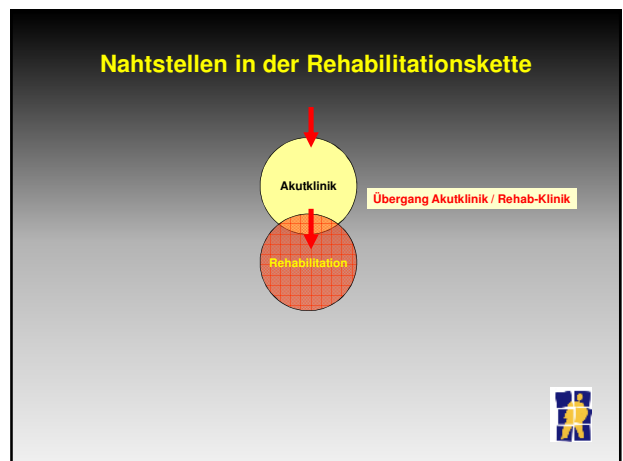 Nahtstellen in der Rehabilitationskette
Akutklinik
Übergang Akutklinik / Rehab-Klinik
Rehabilitation